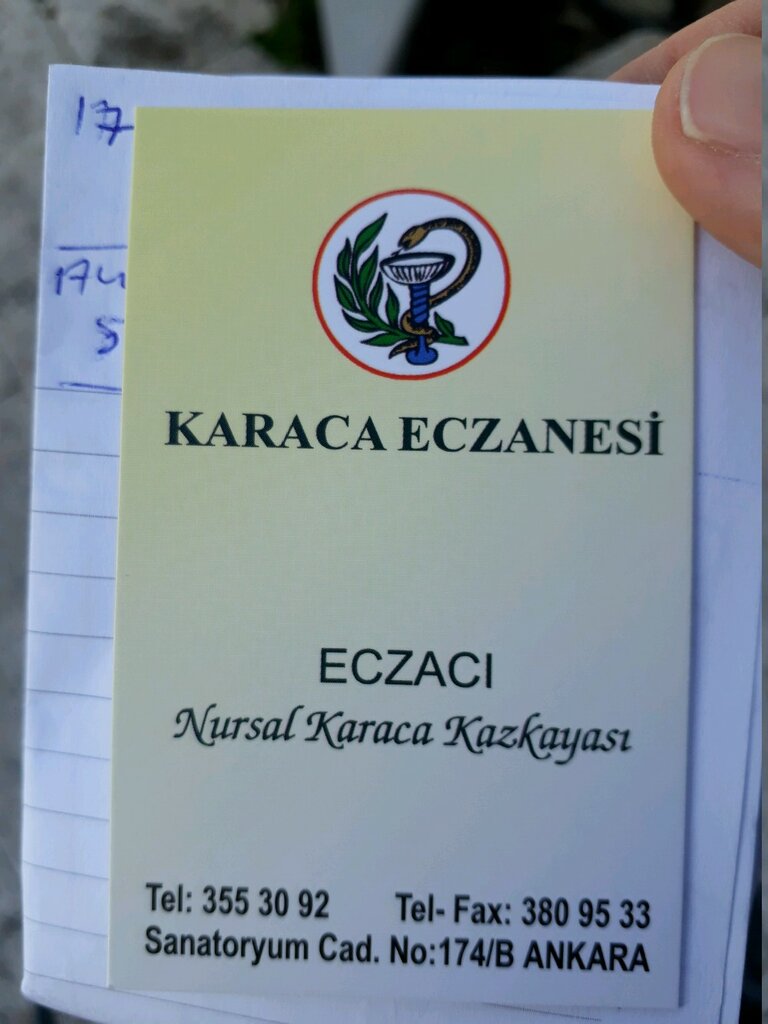 17
174
5
KARACA ECZANESİ
ECZACI
Nursal Karaca Kazkayası
Tel: 355 30 92 Tel- Fax: 380 95 33
Sanatoryum Cad. No:174/B ANKARA